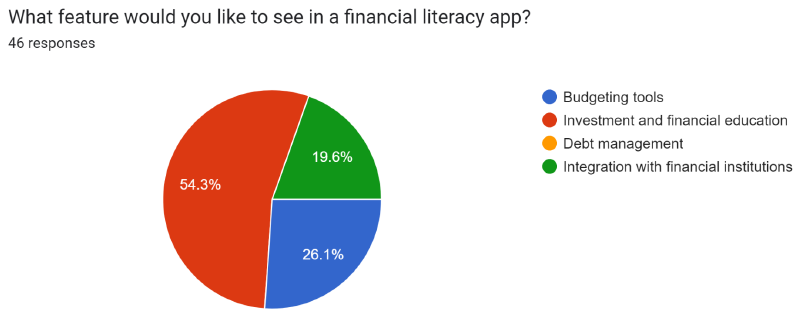 What feature would you like to see in a financial literacy app?
46 responses
19.6%
54.3%
26.1%
Budgeting tools
Investment and financial education
Debt management
Integration with financial institutions